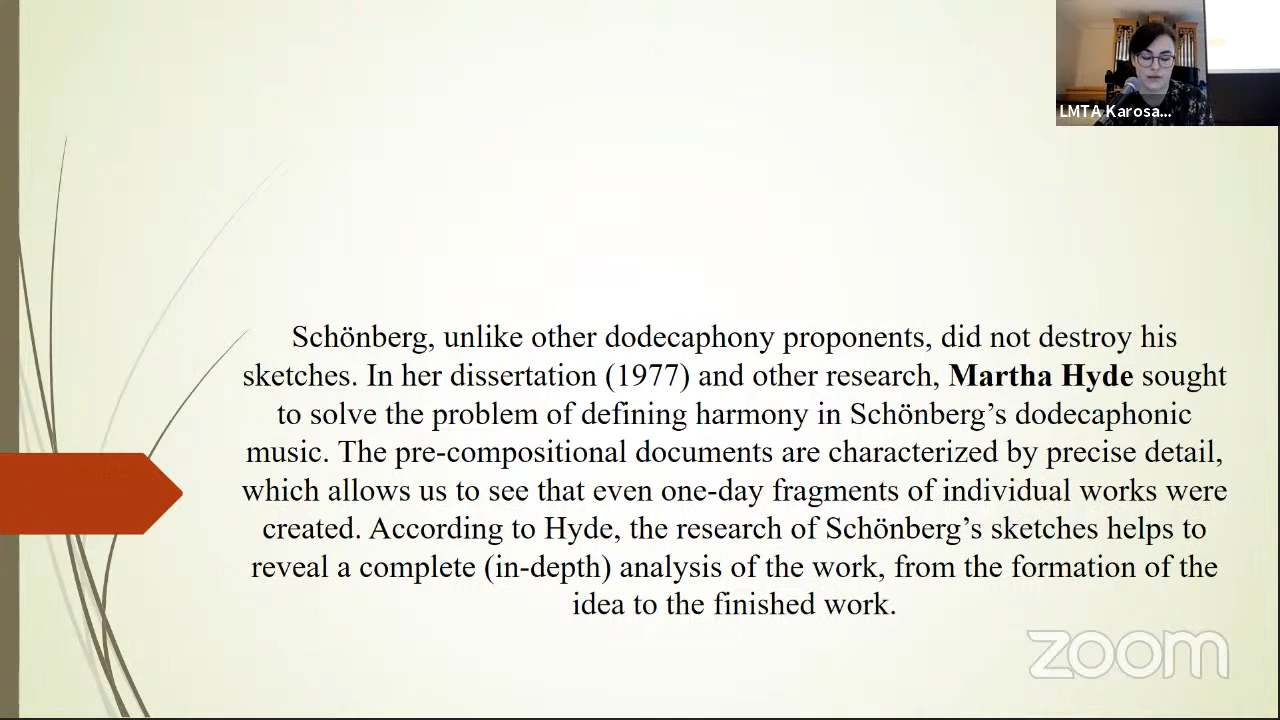 LMTA Karosa...
Schönberg, unlike other dodecaphony proponents, did not destroy his
sketches. In her dissertation (1977) and other research, Martha Hyde sought
to solve the problem of defining harmony in Schönberg’s dodecaphonic
music. The pre-compositional documents are characterized by precise detail,
which allows us to see that even one-day fragments of individual works were
created. According to Hyde, the research of Schönberg’s sketches helps to
reveal a complete (in-depth) analysis of the work, from the formation of the
idea to the finished work.
zoom